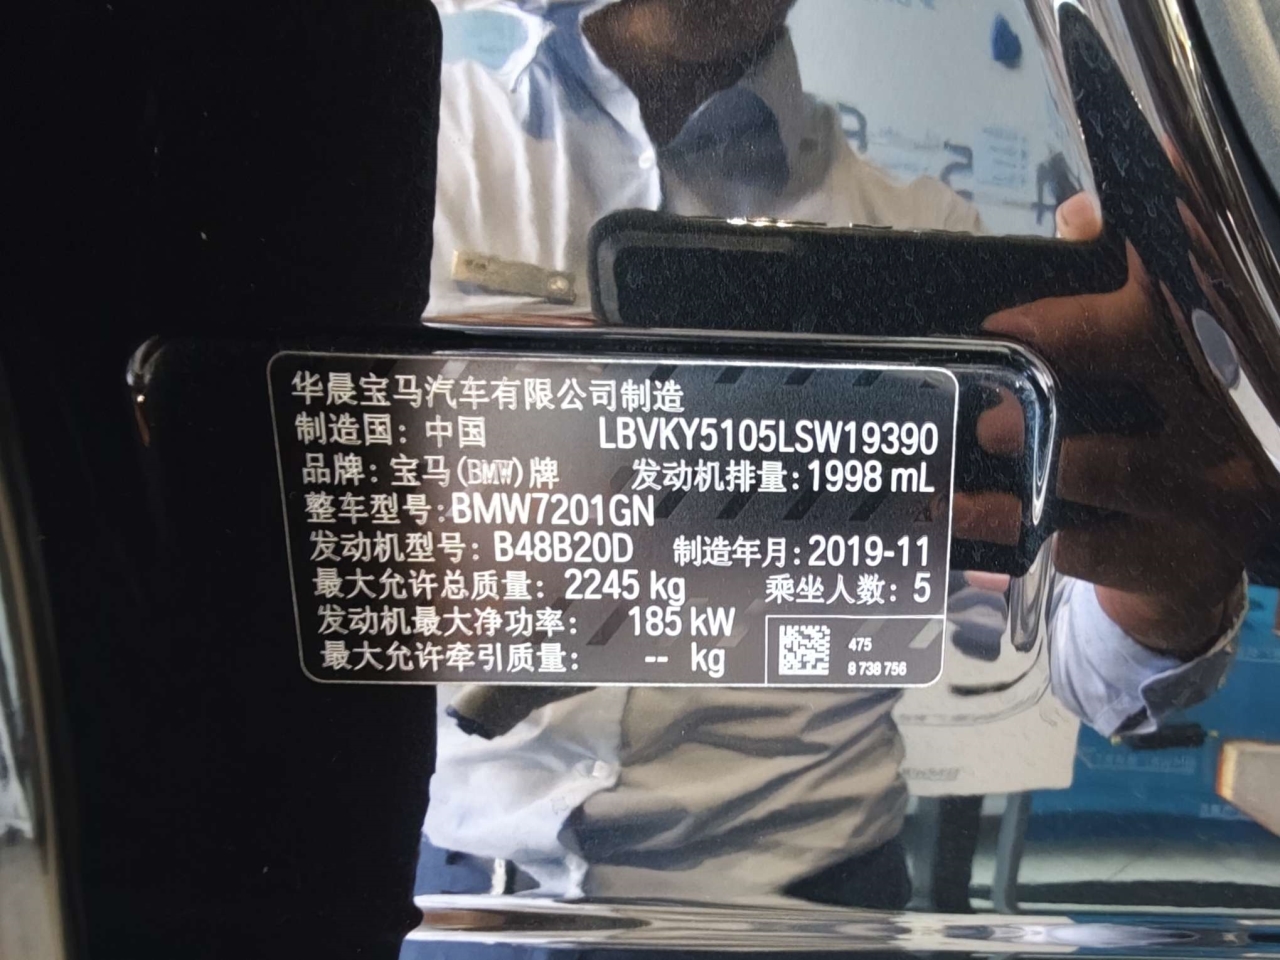 华晨宝马汽车有限公司制造
制造国：中国 LBVKY5105LSW19390
品牌：宝马(BMW)牌 发动机排量：1998 mL
整车型号：BMW7201GN
发动机型号：B48B20D 制造年月：2019-11
最大允许总质量：2245 kg 乘坐人数：5
发动机最大净功率：185 kW
最大允许牵引质量：-- kg
475
8 738 756